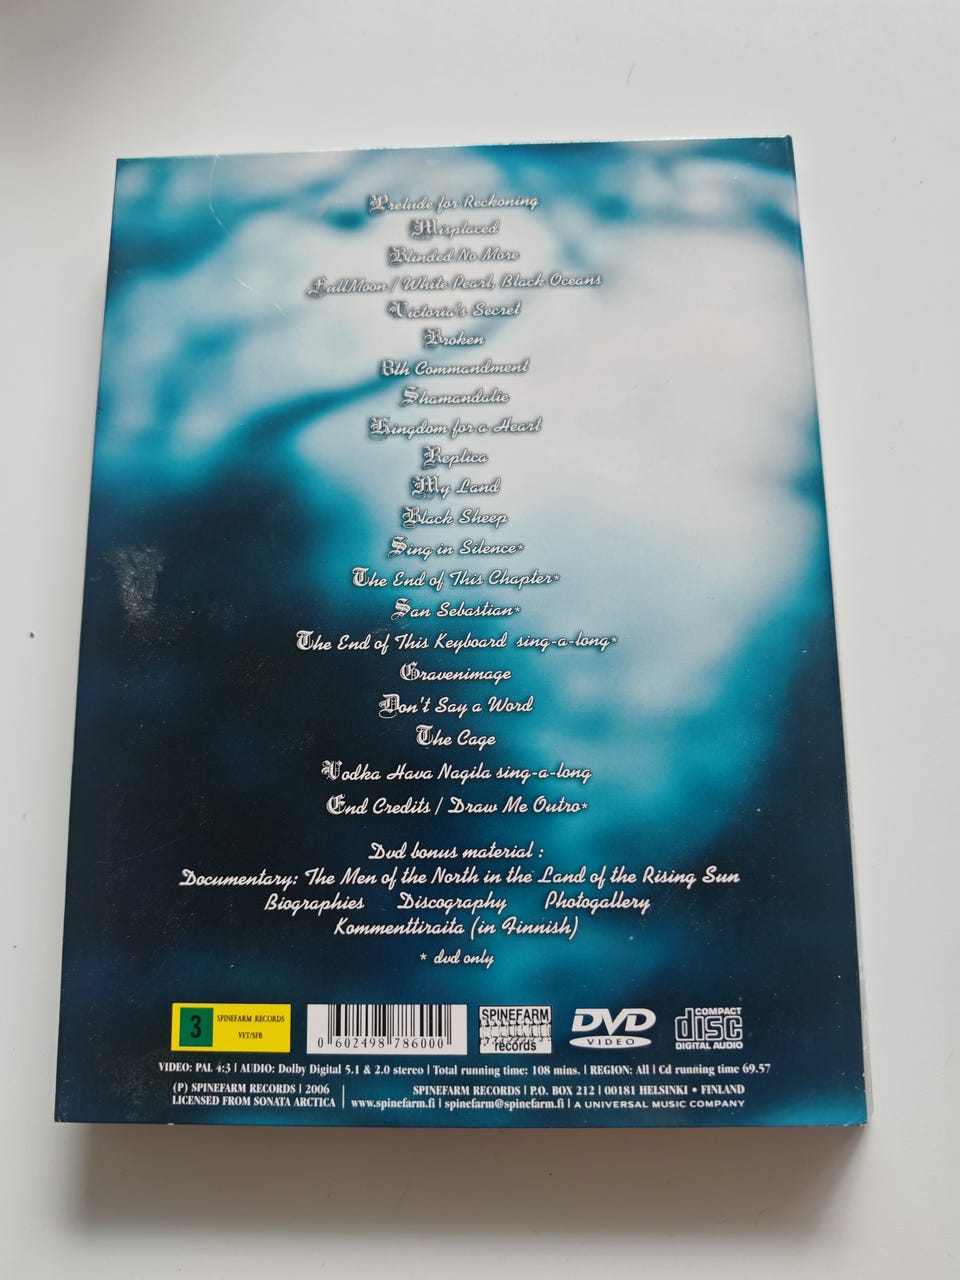 Prelude for Reckoning
Misplaced
Blinded No More
FullMoon / White Pearl, Black Oceans
Victoria's Secret
Broken
8th Commandment
Shamandalie
Kingdom for a Heart
Replica
My Land
Black Sheep
Sing in Silence*
The End of This Chapter*
San Sebastian*
The End of This Keyboard sing-a-long*
Gravenimage
Don't Say a Word
The Cage
Vodka Hava Nagila sing-a-long
End Credits / Draw Me Outro*
Dvd bonus material :
Documentary: The Men of the North in the Land of the Rising Sun
Biographies Discography Photogallery
Kommenttiraita (in Finnish)
* dvd only
3 SPINEFARM RECORDS
VET/SFB
0 602498 786000
SPINEFARM
records
DVD
VIDEO
COMPACT
disc
DIGITAL AUDIO
VIDEO: PAL 4:3 | AUDIO: Dolby Digital 5.1 & 2.0 stereo | Total running time: 108 mins. | REGION: All | Cd running time 69.57
(P) SPINEFARM RECORDS | 2006
LICENSED FROM SONATA ARCTICA
SPINEFARM RECORDS | P.O. BOX 212 | 00181 HELSINKI • FINLAND
www.spinefarm.fi | spinefarm@spinefarm.fi | A UNIVERSAL MUSIC COMPANY